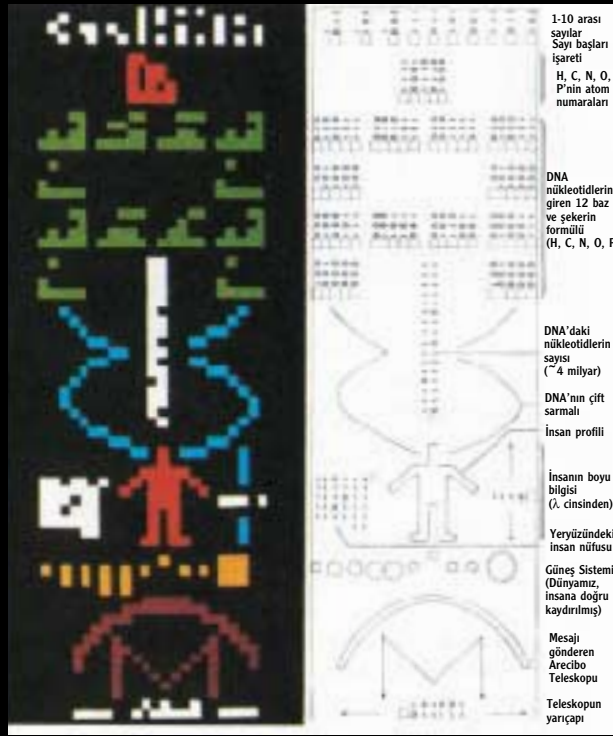 1-10 arası
sayılar
Sayı başları
işareti
H, C, N, O,
P'nin atom
numaraları
DNA
nükleotidlerin
giren 12 baz
ve şekerin
formülü
(H, C, N, O, P
DNA'daki
nükleotidlerin
sayısı
(~4 milyar)
DNA'nın çift
sarmalı
İnsan profili
İnsanın boyu
bilgisi
(λ cinsinden)
Yeryüzündeki
insan nüfusu
Güneş Sistemi
(Dünyamız,
insana doğru
kaydırılmış)
Mesajı
gönderen
Arecibo
Teleskopu
Teleskopun
yarıçapı